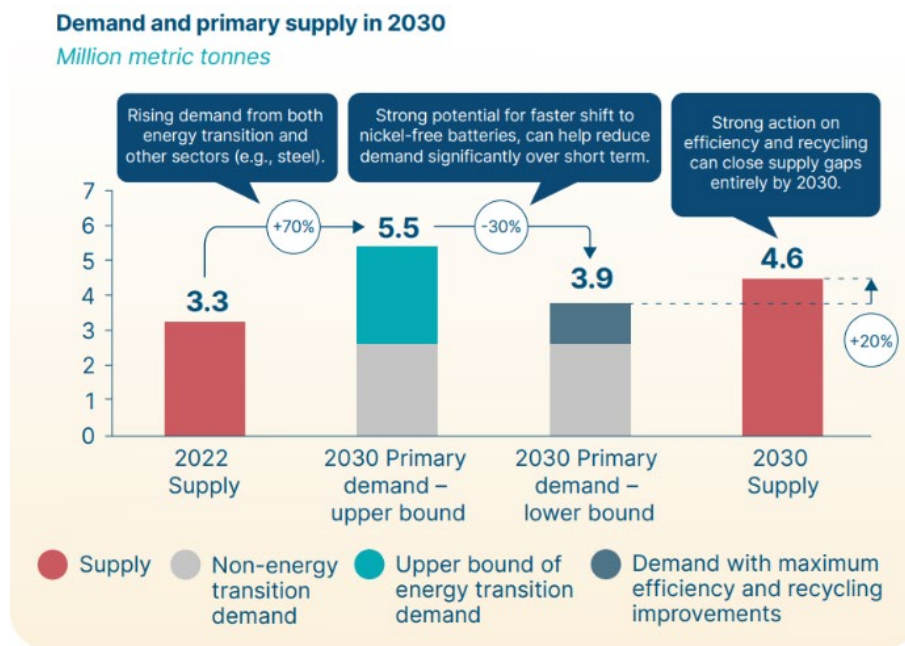 Demand and primary supply in 2030
Million metric tonnes
Rising demand from both
energy transition and
other sectors (e.g., steel).
Strong potential for faster shift to
nickel-free batteries, can help reduce
demand significantly over short term.
Strong action on
efficiency and recycling
can close supply gaps
entirely by 2030.
7
6
5
4
3
2
1
0
+70%
-30%
+20%
3.3
5.5
3.9
4.6
2022
Supply
2030 Primary
demand –
upper bound
2030 Primary
demand –
lower bound
2030
Supply
Supply
Non-energy
transition
demand
Upper bound of
energy transition
demand
Demand with maximum
efficiency and recycling
improvements